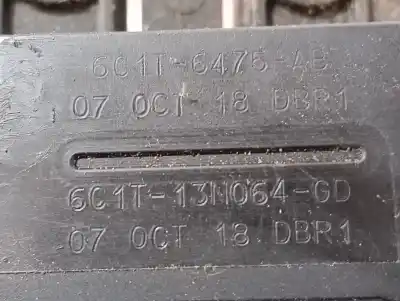 6C1T-6475-AB
07 OCT 18 DBR1
6C1T-13N064-GD
07 OCT 18 DBR1